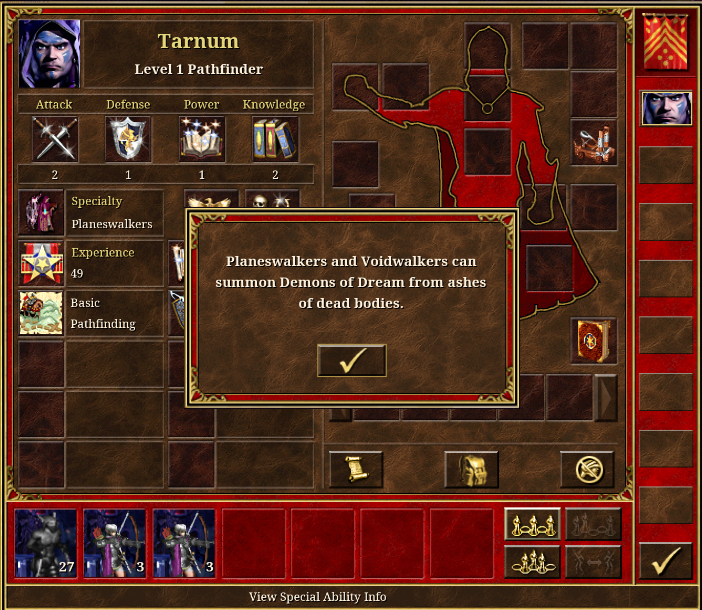 Tarnum
Level 1 Pathfinder
Attack Defense Power Knowledge
2 1 1 2
Specialty
Planeswalkers
Experience
49
Basic
Pathfinding
Planeswalkers and Voidwalkers can
summon Demons of Dream from ashes
of dead bodies.
27 3 3
View Special Ability Info